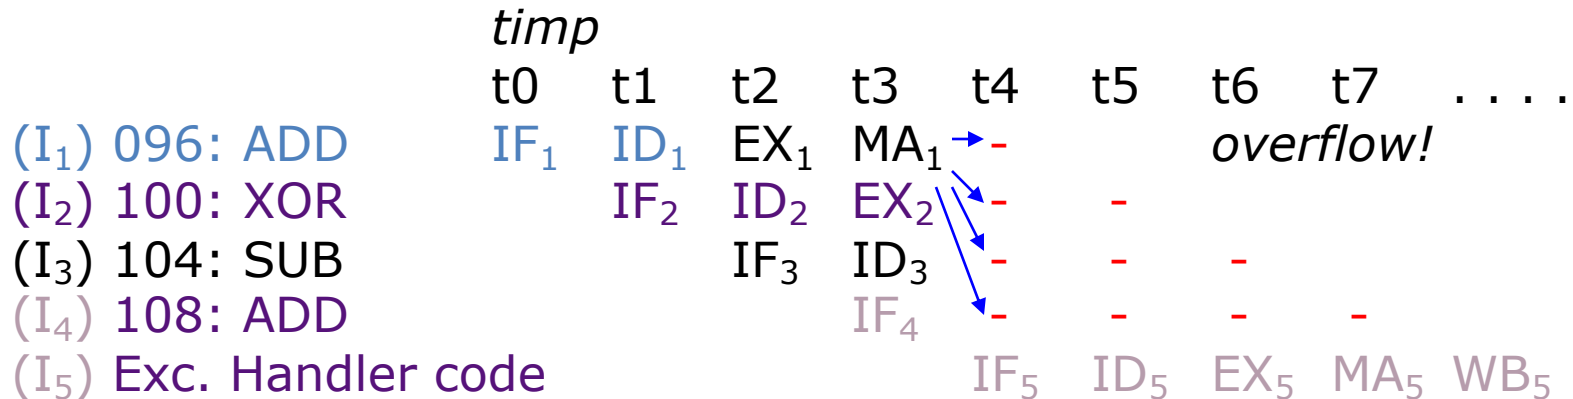 timp
t0 t1 t2 t3 t4 t5 t6 t7 . . . .
(I₁) 096: ADD IF₁ ID₁ EX₁ MA₁ - overflow!
(I₂) 100: XOR IF₂ ID₂ EX₂ - -
(I₃) 104: SUB IF₃ ID₃ - - -
(I₄) 108: ADD IF₄ - - - -
(I₅) Exc. Handler code IF₅ ID₅ EX₅ MA₅ WB₅